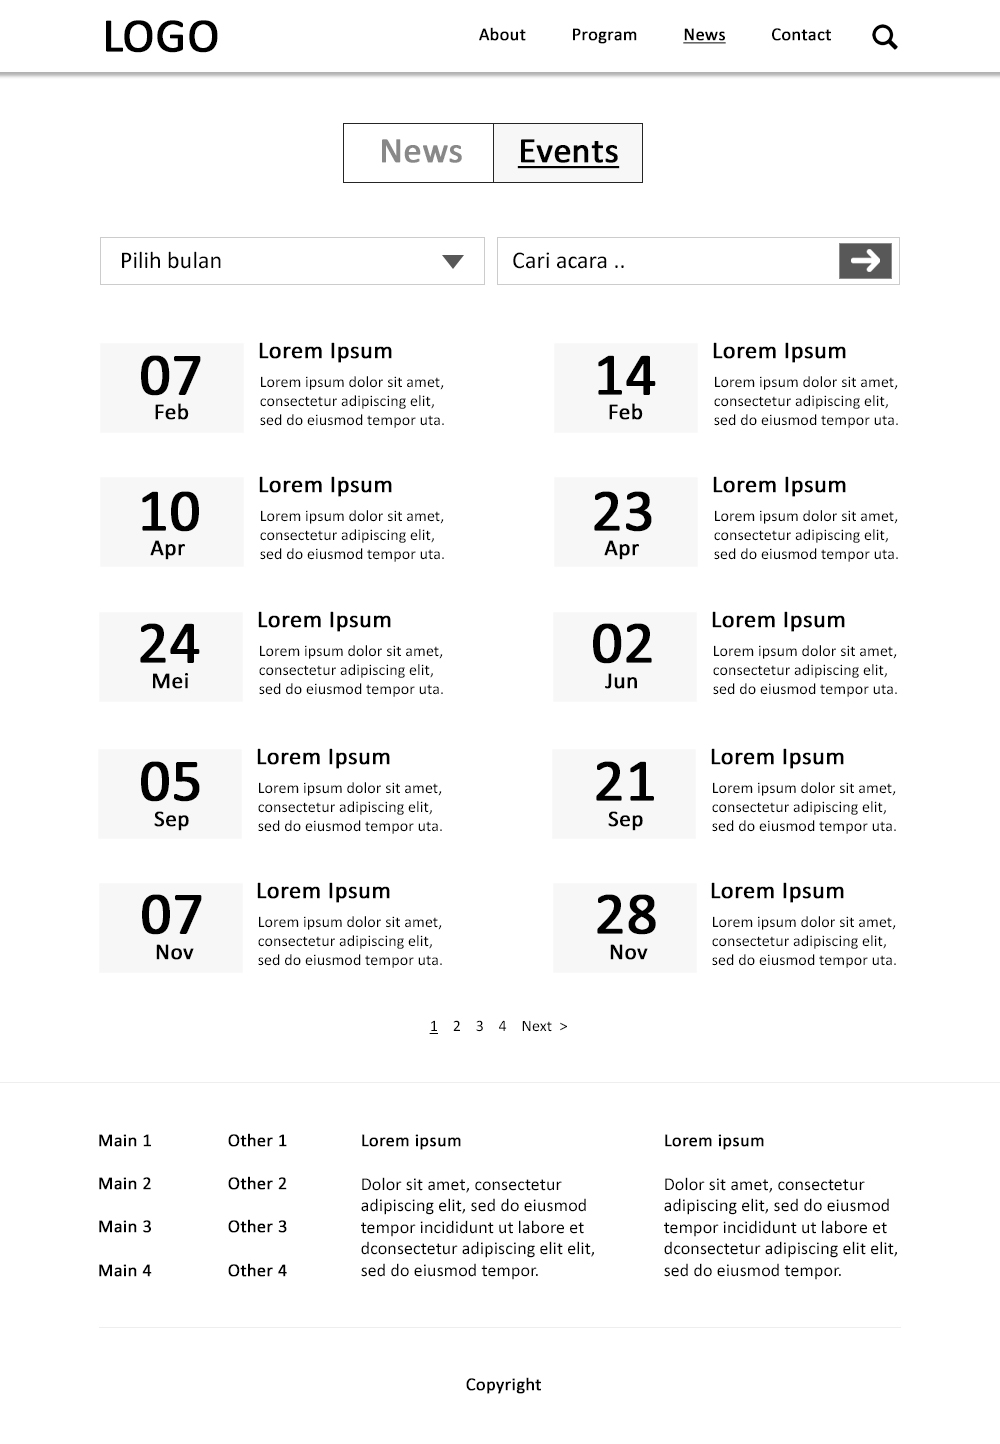 LOGO
About Program News Contact
News Events
Pilih bulan
Cari acara ..
07
Feb
Lorem Ipsum
Lorem ipsum dolor sit amet,
consectetur adipiscing elit,
sed do eiusmod tempor uta.
14
Feb
Lorem Ipsum
Lorem ipsum dolor sit amet,
consectetur adipiscing elit,
sed do eiusmod tempor uta.
10
Apr
Lorem Ipsum
Lorem ipsum dolor sit amet,
consectetur adipiscing elit,
sed do eiusmod tempor uta.
23
Apr
Lorem Ipsum
Lorem ipsum dolor sit amet,
consectetur adipiscing elit,
sed do eiusmod tempor uta.
24
Mei
Lorem Ipsum
Lorem ipsum dolor sit amet,
consectetur adipiscing elit,
sed do eiusmod tempor uta.
02
Jun
Lorem Ipsum
Lorem ipsum dolor sit amet,
consectetur adipiscing elit,
sed do eiusmod tempor uta.
05
Sep
Lorem Ipsum
Lorem ipsum dolor sit amet,
consectetur adipiscing elit,
sed do eiusmod tempor uta.
21
Sep
Lorem Ipsum
Lorem ipsum dolor sit amet,
consectetur adipiscing elit,
sed do eiusmod tempor uta.
07
Nov
Lorem Ipsum
Lorem ipsum dolor sit amet,
consectetur adipiscing elit,
sed do eiusmod tempor uta.
28
Nov
Lorem Ipsum
Lorem ipsum dolor sit amet,
consectetur adipiscing elit,
sed do eiusmod tempor uta.
1 2 3 4 Next >
Main 1
Main 2
Main 3
Main 4
Other 1
Other 2
Other 3
Other 4
Lorem ipsum
Dolor sit amet, consectetur
adipiscing elit, sed do eiusmod
tempor incididunt ut labore et
dconsectetur adipiscing elit elit,
sed do eiusmod tempor.
Lorem ipsum
Dolor sit amet, consectetur
adipiscing elit, sed do eiusmod
tempor incididunt ut labore et
dconsectetur adipiscing elit elit,
sed do eiusmod tempor.
Copyright